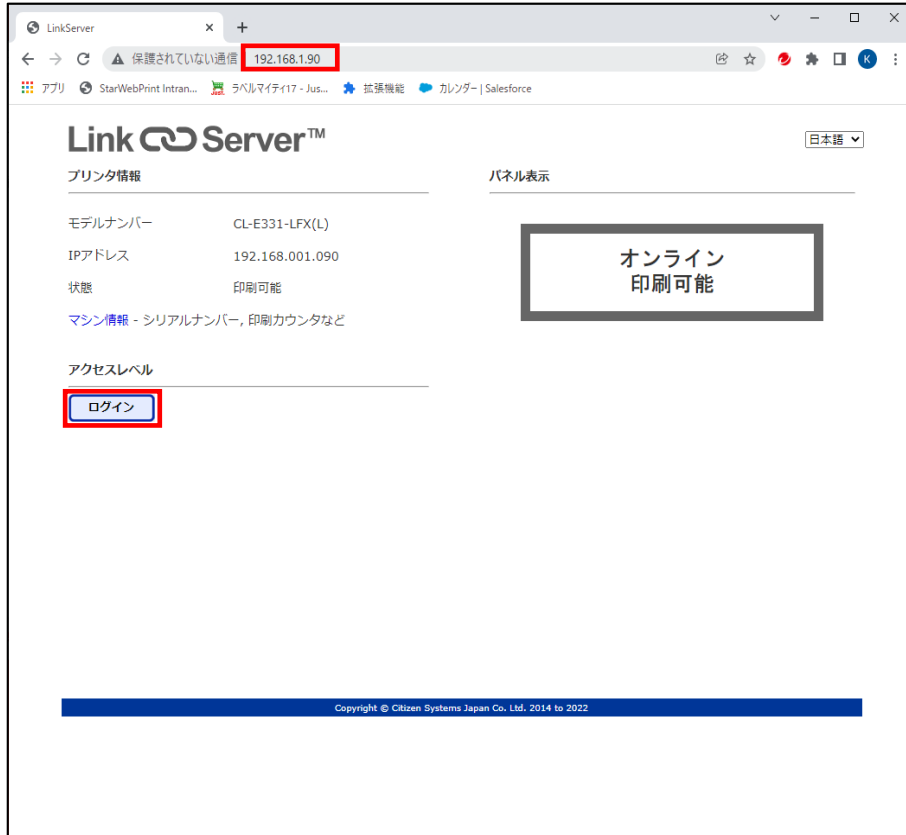 LinkServer
保護されていない通信 192.168.1.90
K
アプリ StarWebPrint Intran... ラベルマイティ17 - Jus... 拡張機能 カレンダー | Salesforce
Link Server™
日本語
プリンタ情報
パネル表示
モデルナンバー CL-E331-LFX(L)
IPアドレス 192.168.001.090
状態 印刷可能
マシン情報 - シリアルナンバー, 印刷カウンタなど
オンライン
印刷可能
アクセスレベル
ログイン
Copyright © Citizen Systems Japan Co. Ltd. 2014 to 2022